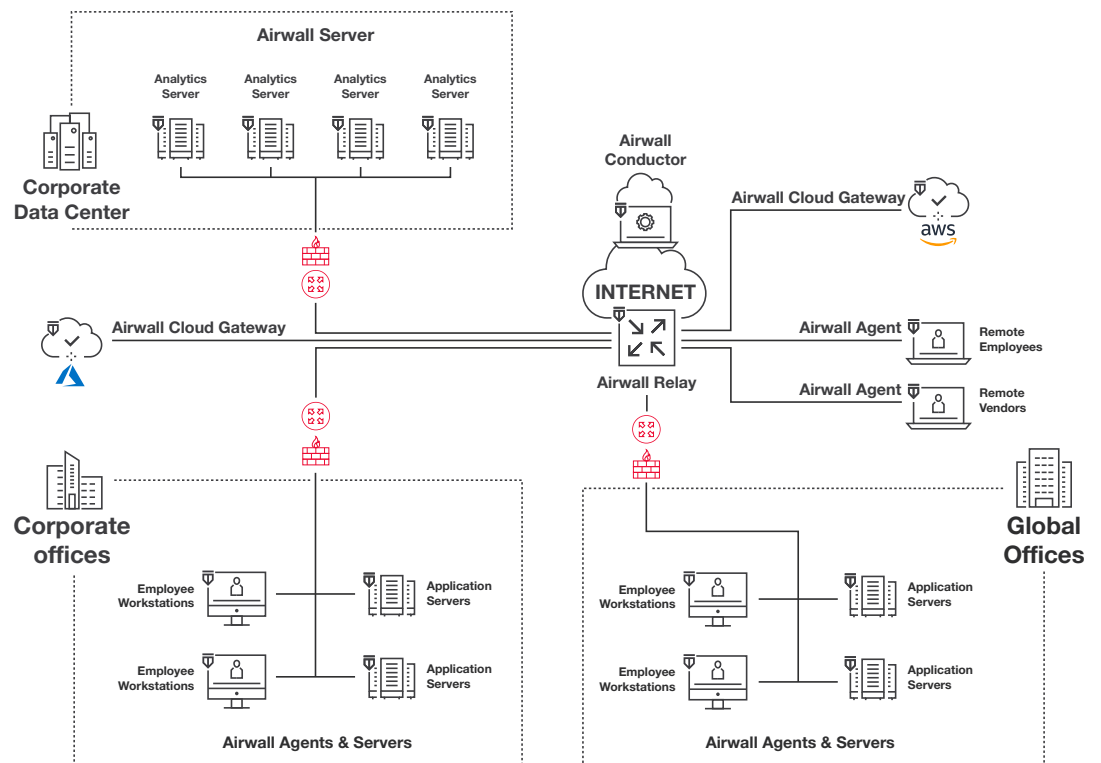 Airwall Server
Analytics
Server
Analytics
Server
Analytics
Server
Analytics
Server
Corporate
Data Center
Airwall
Conductor
INTERNET
Airwall Relay
Airwall Cloud Gateway
aws
Airwall Cloud Gateway
Airwall Agent
Remote
Employees
Airwall Agent
Remote
Vendors
Corporate
offices
Employee
Workstations
Application
Servers
Employee
Workstations
Application
Servers
Airwall Agents & Servers
Global
Offices
Employee
Workstations
Application
Servers
Employee
Workstations
Application
Servers
Airwall Agents & Servers